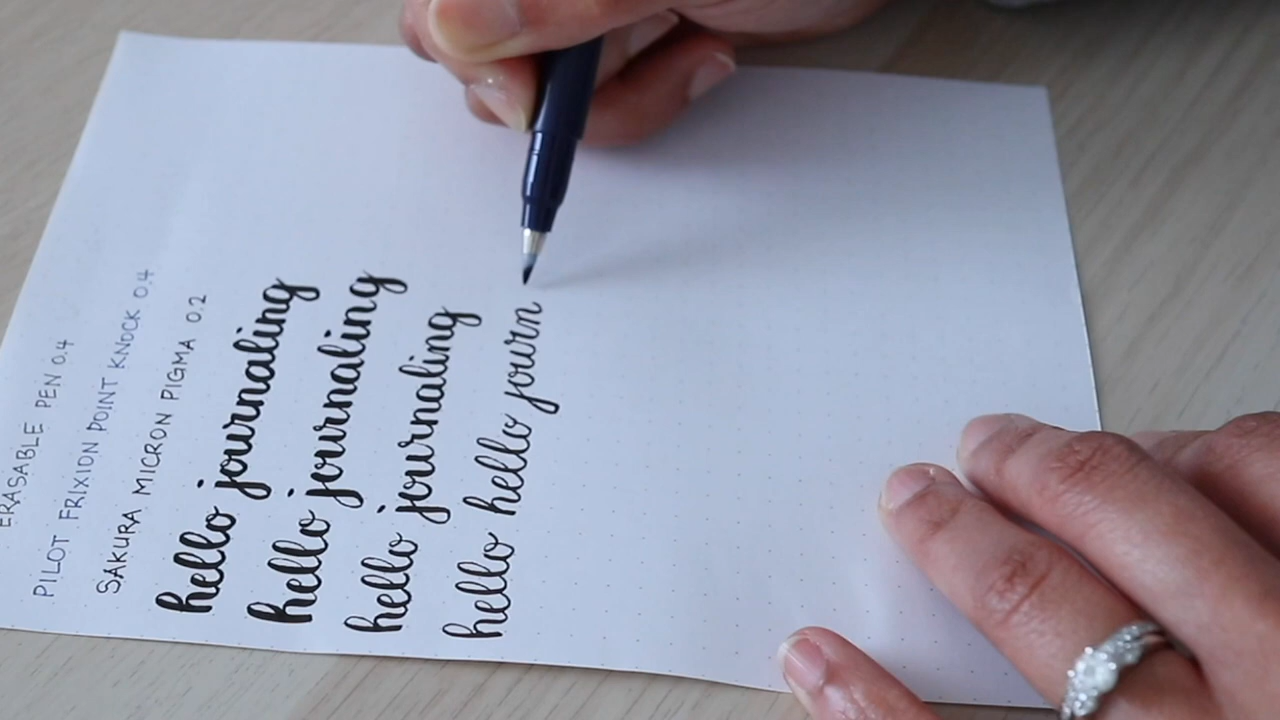 ERASABLE PEN 0.4
PILOT FRIXION POINT KNOCK 0.4
SAKURA MICRON PIGMA 0.2
hello journaling
hello journaling
hello journaling
hello hello journ